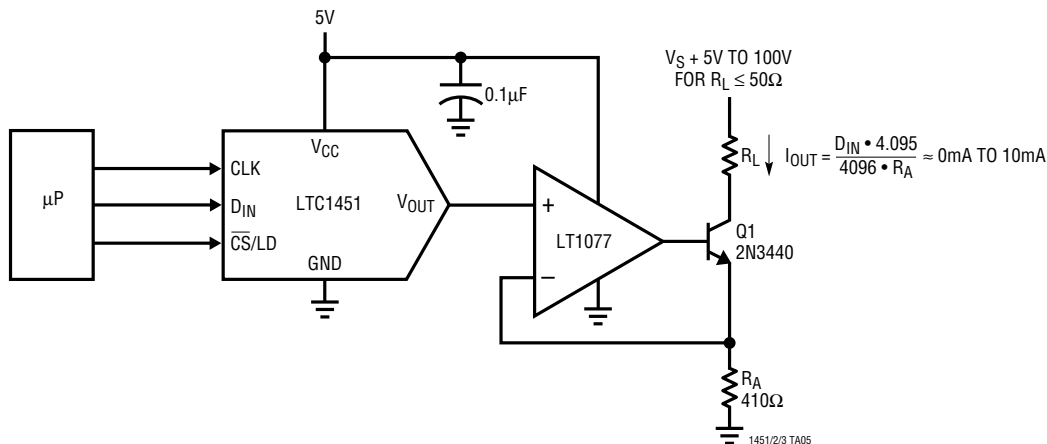 5V
0.1µF
V_S + 5V TO 100V
FOR R_L ≤ 50Ω
R_L
I_OUT = D_IN • 4.095 / 4096 • R_A ≈ 0mA TO 10mA
µP
CLK
D_IN
CS/LD
V_CC
LTC1451
V_OUT
GND
+
LT1077
−
Q1
2N3440
R_A
410Ω
1451/2/3 TA05